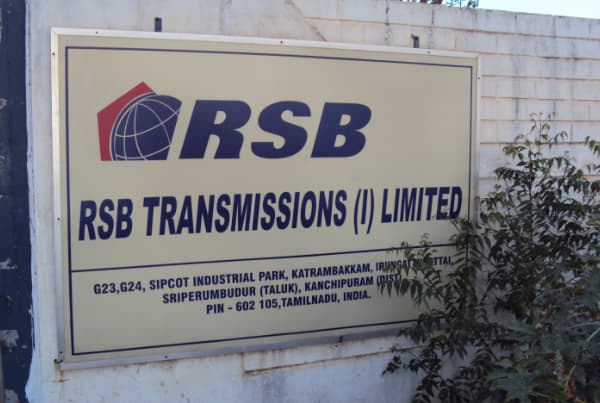 RSB
RSB TRANSMISSIONS (I) LIMITED
G23,G24, SIPCOT INDUSTRIAL PARK, KATRAMBAKKAM,
SRIPERUMBUDUR (TALUK), KANCHIPURAM (DIST)
PIN - 602 105,TAMILNADU, INDIA.